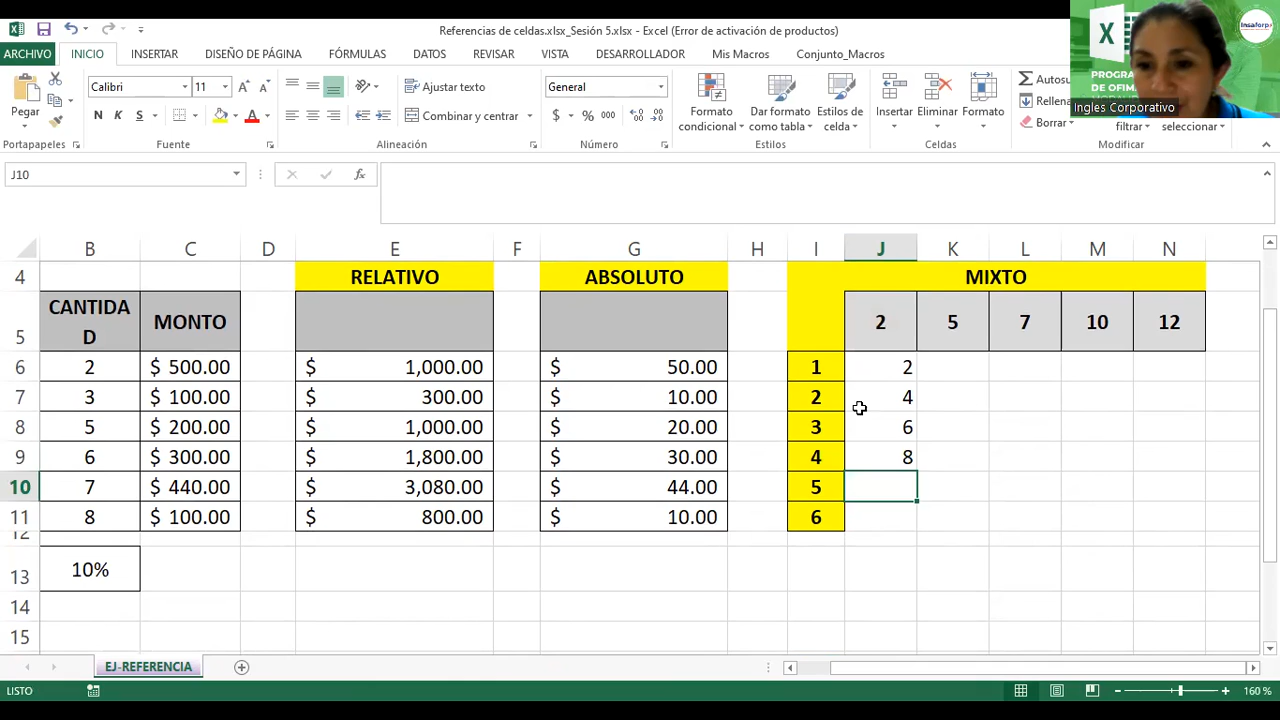 Referencias de celdas.xlsx_Sesión 5.xlsx - Excel (Error de activación de productos)
ARCHIVO INICIO INSERTAR DISEÑO DE PÁGINA FÓRMULAS DATOS REVISAR VISTA DESARROLLADOR Mis Macros Conjunto_Macros
Insaforp
PROGRA
DE OFIMÁ
Ingles Corporativo
Pegar
Calibri 11
N K S
Ajustar texto
Combinar y centrar
General
$ % 000
Formato condicional
Dar formato como tabla
Estilos de celda
Insertar
Eliminar
Formato
Autosu
Rellena
Borrar
filtrar
seleccionar
Portapapeles Fuente Alineación Número Estilos Celdas Modificar
J10
B C D E F G H I J K L M N
4 RELATIVO ABSOLUTO MIXTO
5 CANTIDA
D MONTO 2 5 7 10 12
6 2 $ 500.00 $ 1,000.00 $ 50.00 1 2
7 3 $ 100.00 $ 300.00 $ 10.00 2 4
8 5 $ 200.00 $ 1,000.00 $ 20.00 3 6
9 6 $ 300.00 $ 1,800.00 $ 30.00 4 8
10 7 $ 440.00 $ 3,080.00 $ 44.00 5
11 8 $ 100.00 $ 800.00 $ 10.00 6
12
13 10%
14
15
EJ-REFERENCIA
LISTO 160 %